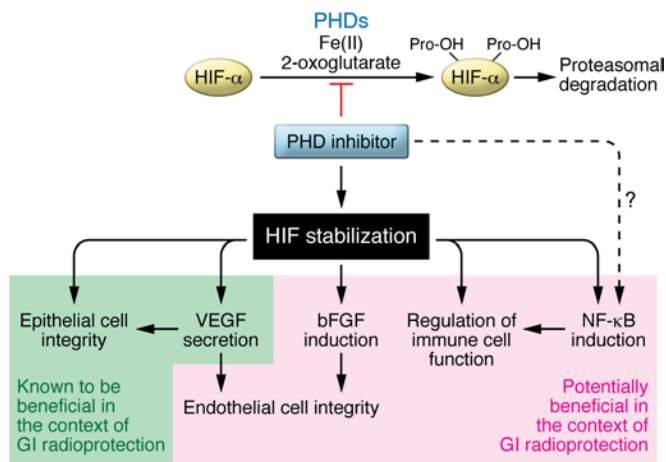 PHDs
Fe(II)
2-oxoglutarate
HIF-α
Pro-OH
Pro-OH
HIF-α
Proteasomal
degradation
PHD inhibitor
?
HIF stabilization
Epithelial cell
integrity
VEGF
secretion
bFGF
induction
Regulation of
immune cell
function
NF-κB
induction
Endothelial cell integrity
Known to be
beneficial in
the context of
GI radioprotection
Potentially
beneficial in
the context of
GI radioprotection